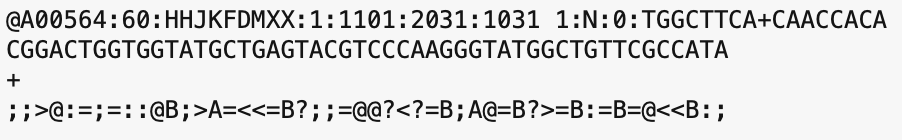 @A00564:60:HHJKFDMXX:1:1101:2031:1031 1:N:0:TGGCTTCA+CAACCACA
CGGACTGGTGGTATGCTGAGTACGTCCCAAGGGTATGGCTGTTCGCCATA
+
;;>@:=;=::@B;>A=<<=B?;;=@@?<?=B;A@=B?>=B:=B=@<<B:;